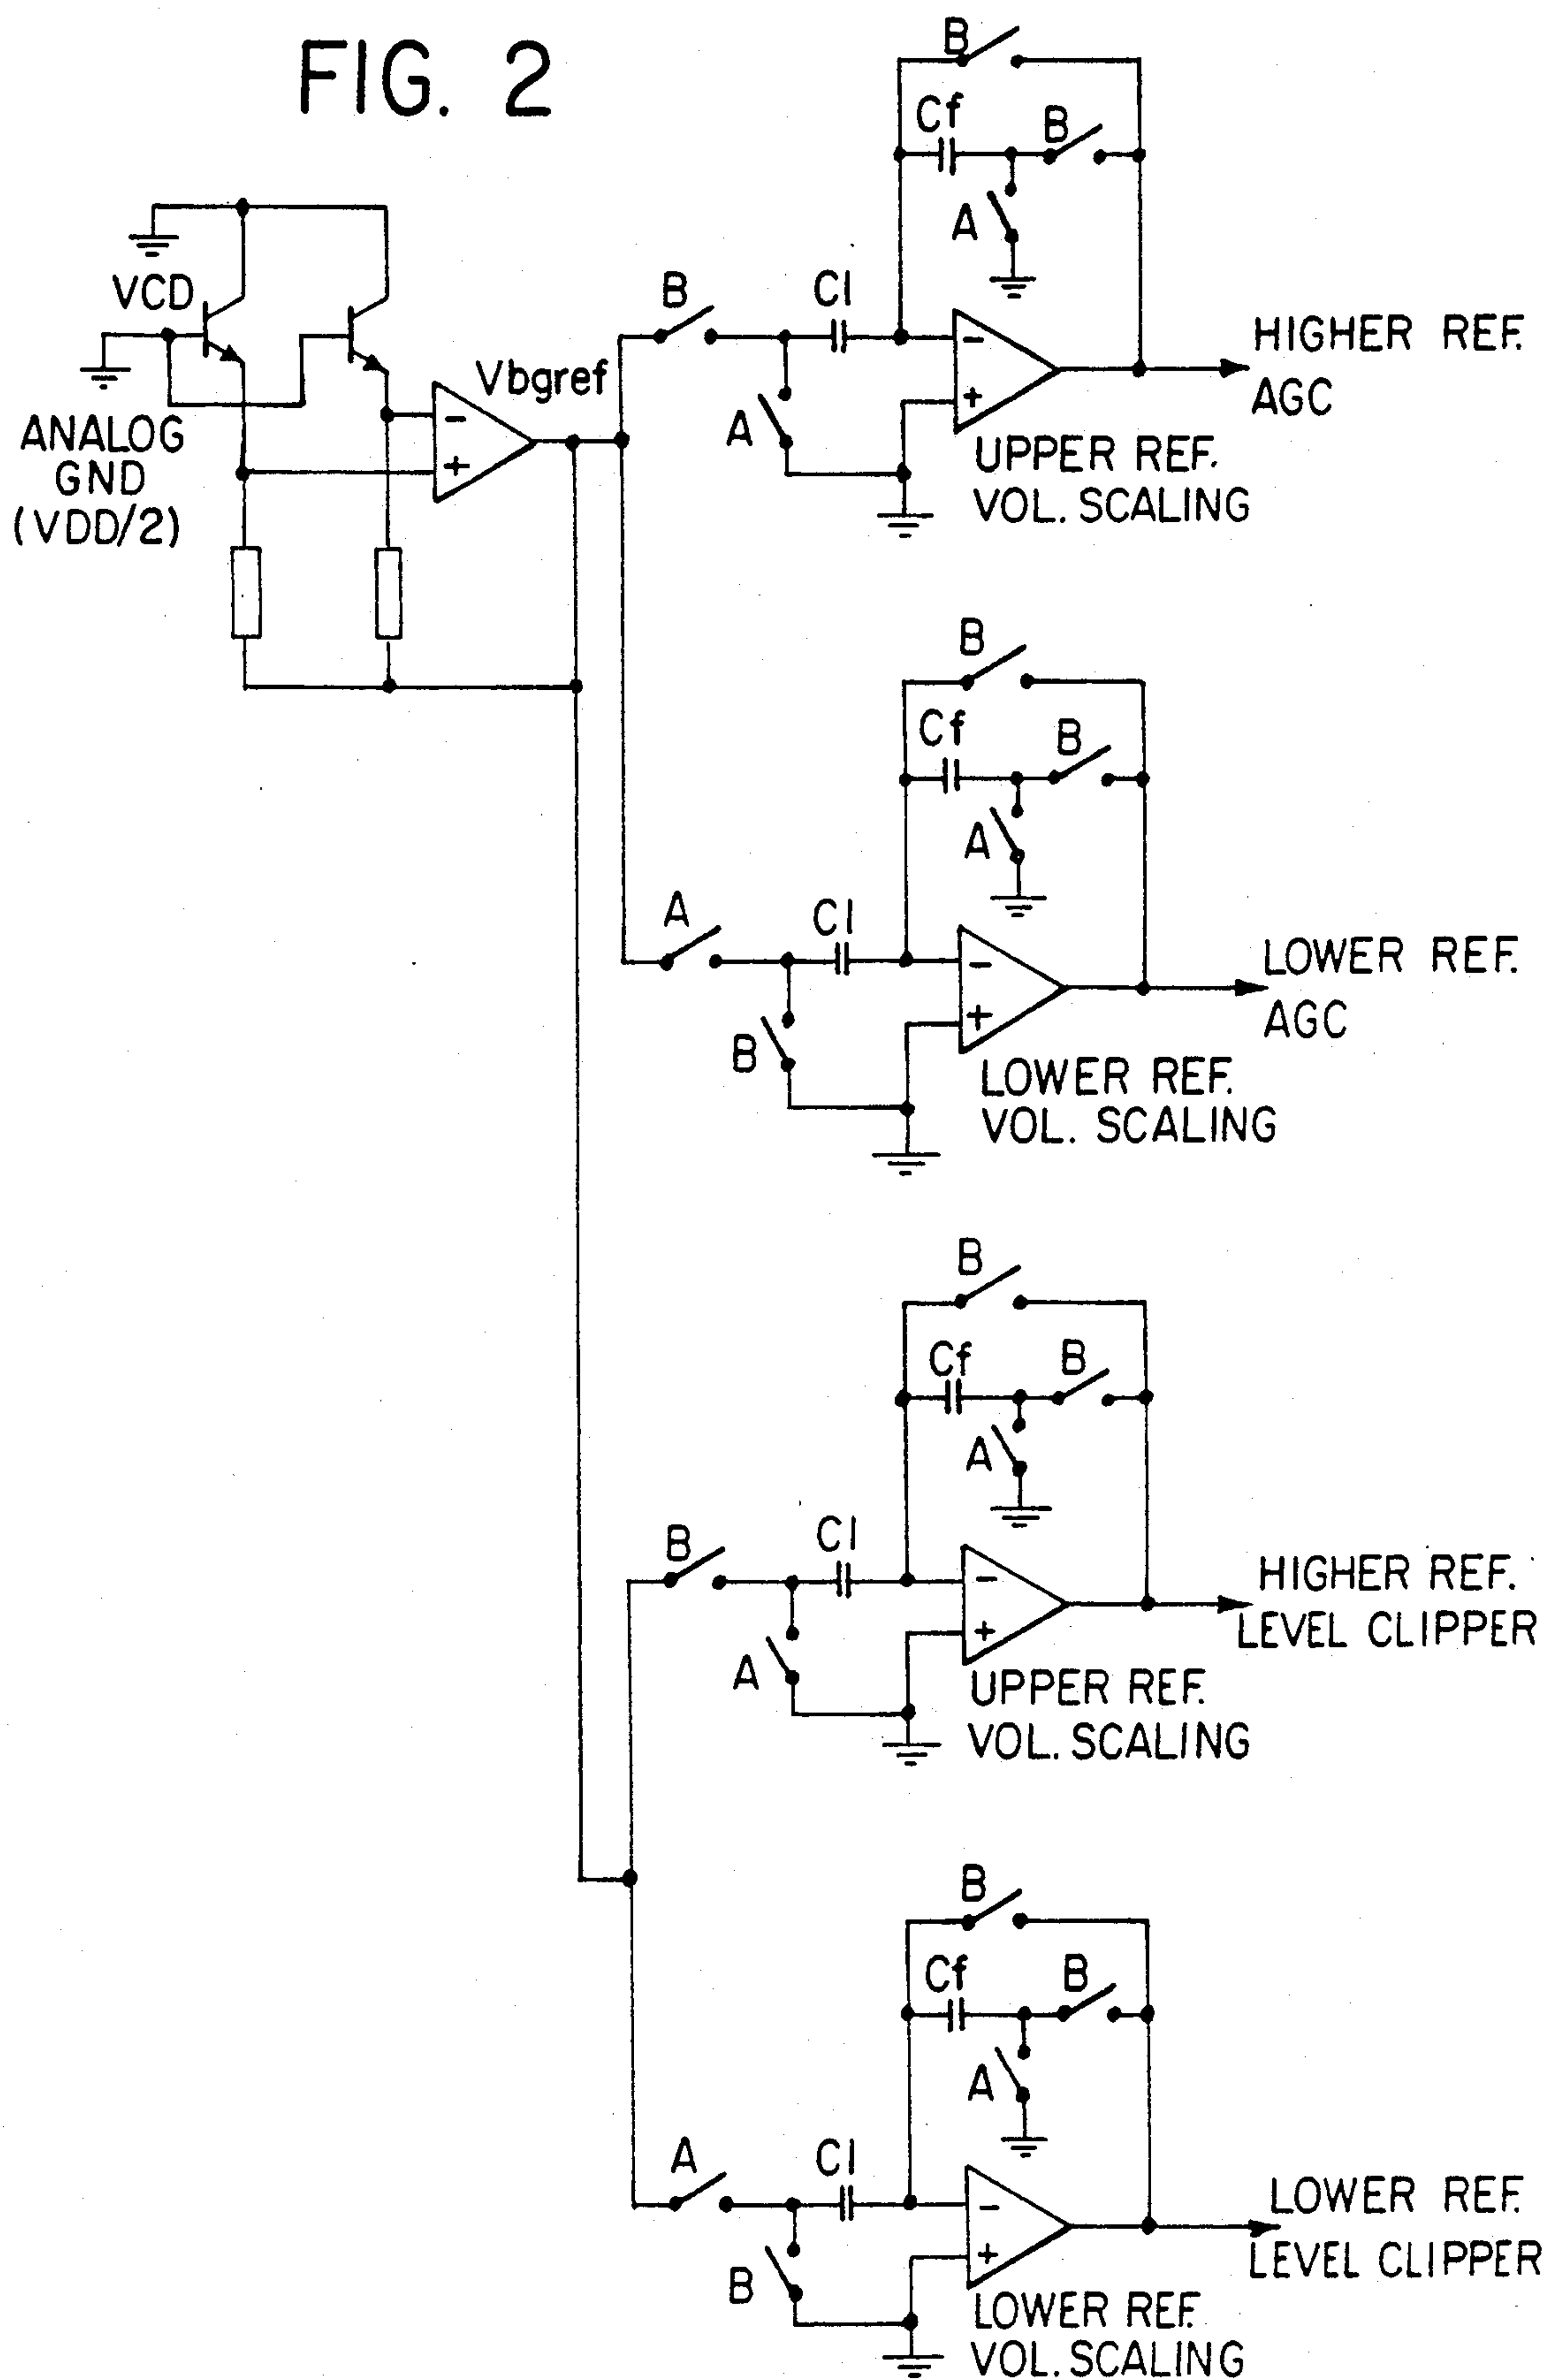 FIG. 2
B
Cf
B
A
VCD
B
C1
Vbgref
A
ANALOG
GND
(VDD/2)
HIGHER REF.
AGC
UPPER REF.
VOL. SCALING
B
Cf
B
A
A
C1
B
LOWER REF.
AGC
LOWER REF.
VOL. SCALING
B
Cf
B
A
B
C1
A
HIGHER REF.
LEVEL CLIPPER
UPPER REF.
VOL. SCALING
B
Cf
B
A
A
C1
B
LOWER REF.
LEVEL CLIPPER
LOWER REF.
VOL. SCALING